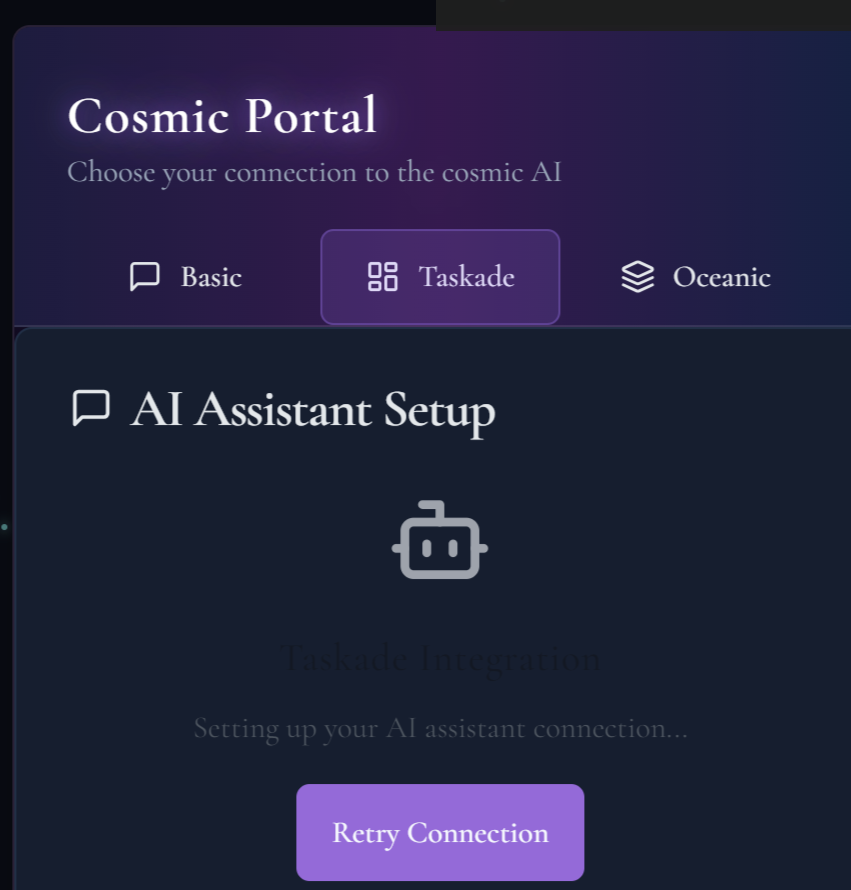 Cosmic Portal
Choose your connection to the cosmic AI
Basic Taskade Oceanic
AI Assistant Setup
Taskade Integration
Setting up your AI assistant connection...
Retry Connection